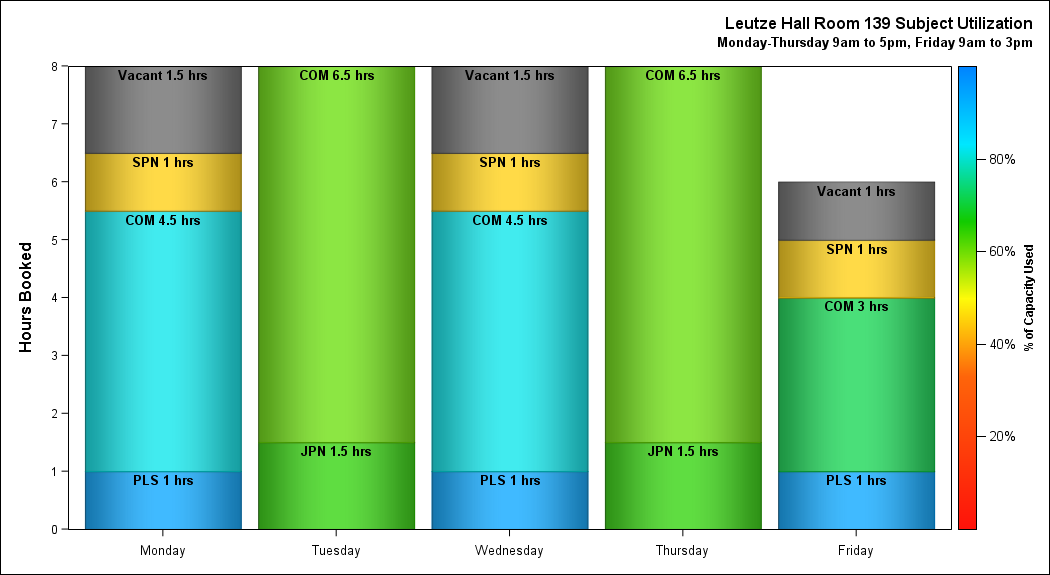 Leutze Hall Room 139 Subject Utilization
Monday-Thursday 9am to 5pm, Friday 9am to 3pm
Hours Booked
8
7
6
5
4
3
2
1
0
Vacant 1.5 hrs
SPN 1 hrs
COM 4.5 hrs
PLS 1 hrs
COM 6.5 hrs
JPN 1.5 hrs
Vacant 1.5 hrs
SPN 1 hrs
COM 4.5 hrs
PLS 1 hrs
COM 6.5 hrs
JPN 1.5 hrs
Vacant 1 hrs
SPN 1 hrs
COM 3 hrs
PLS 1 hrs
Monday
Tuesday
Wednesday
Thursday
Friday
80%
60%
40%
20%
% of Capacity Used